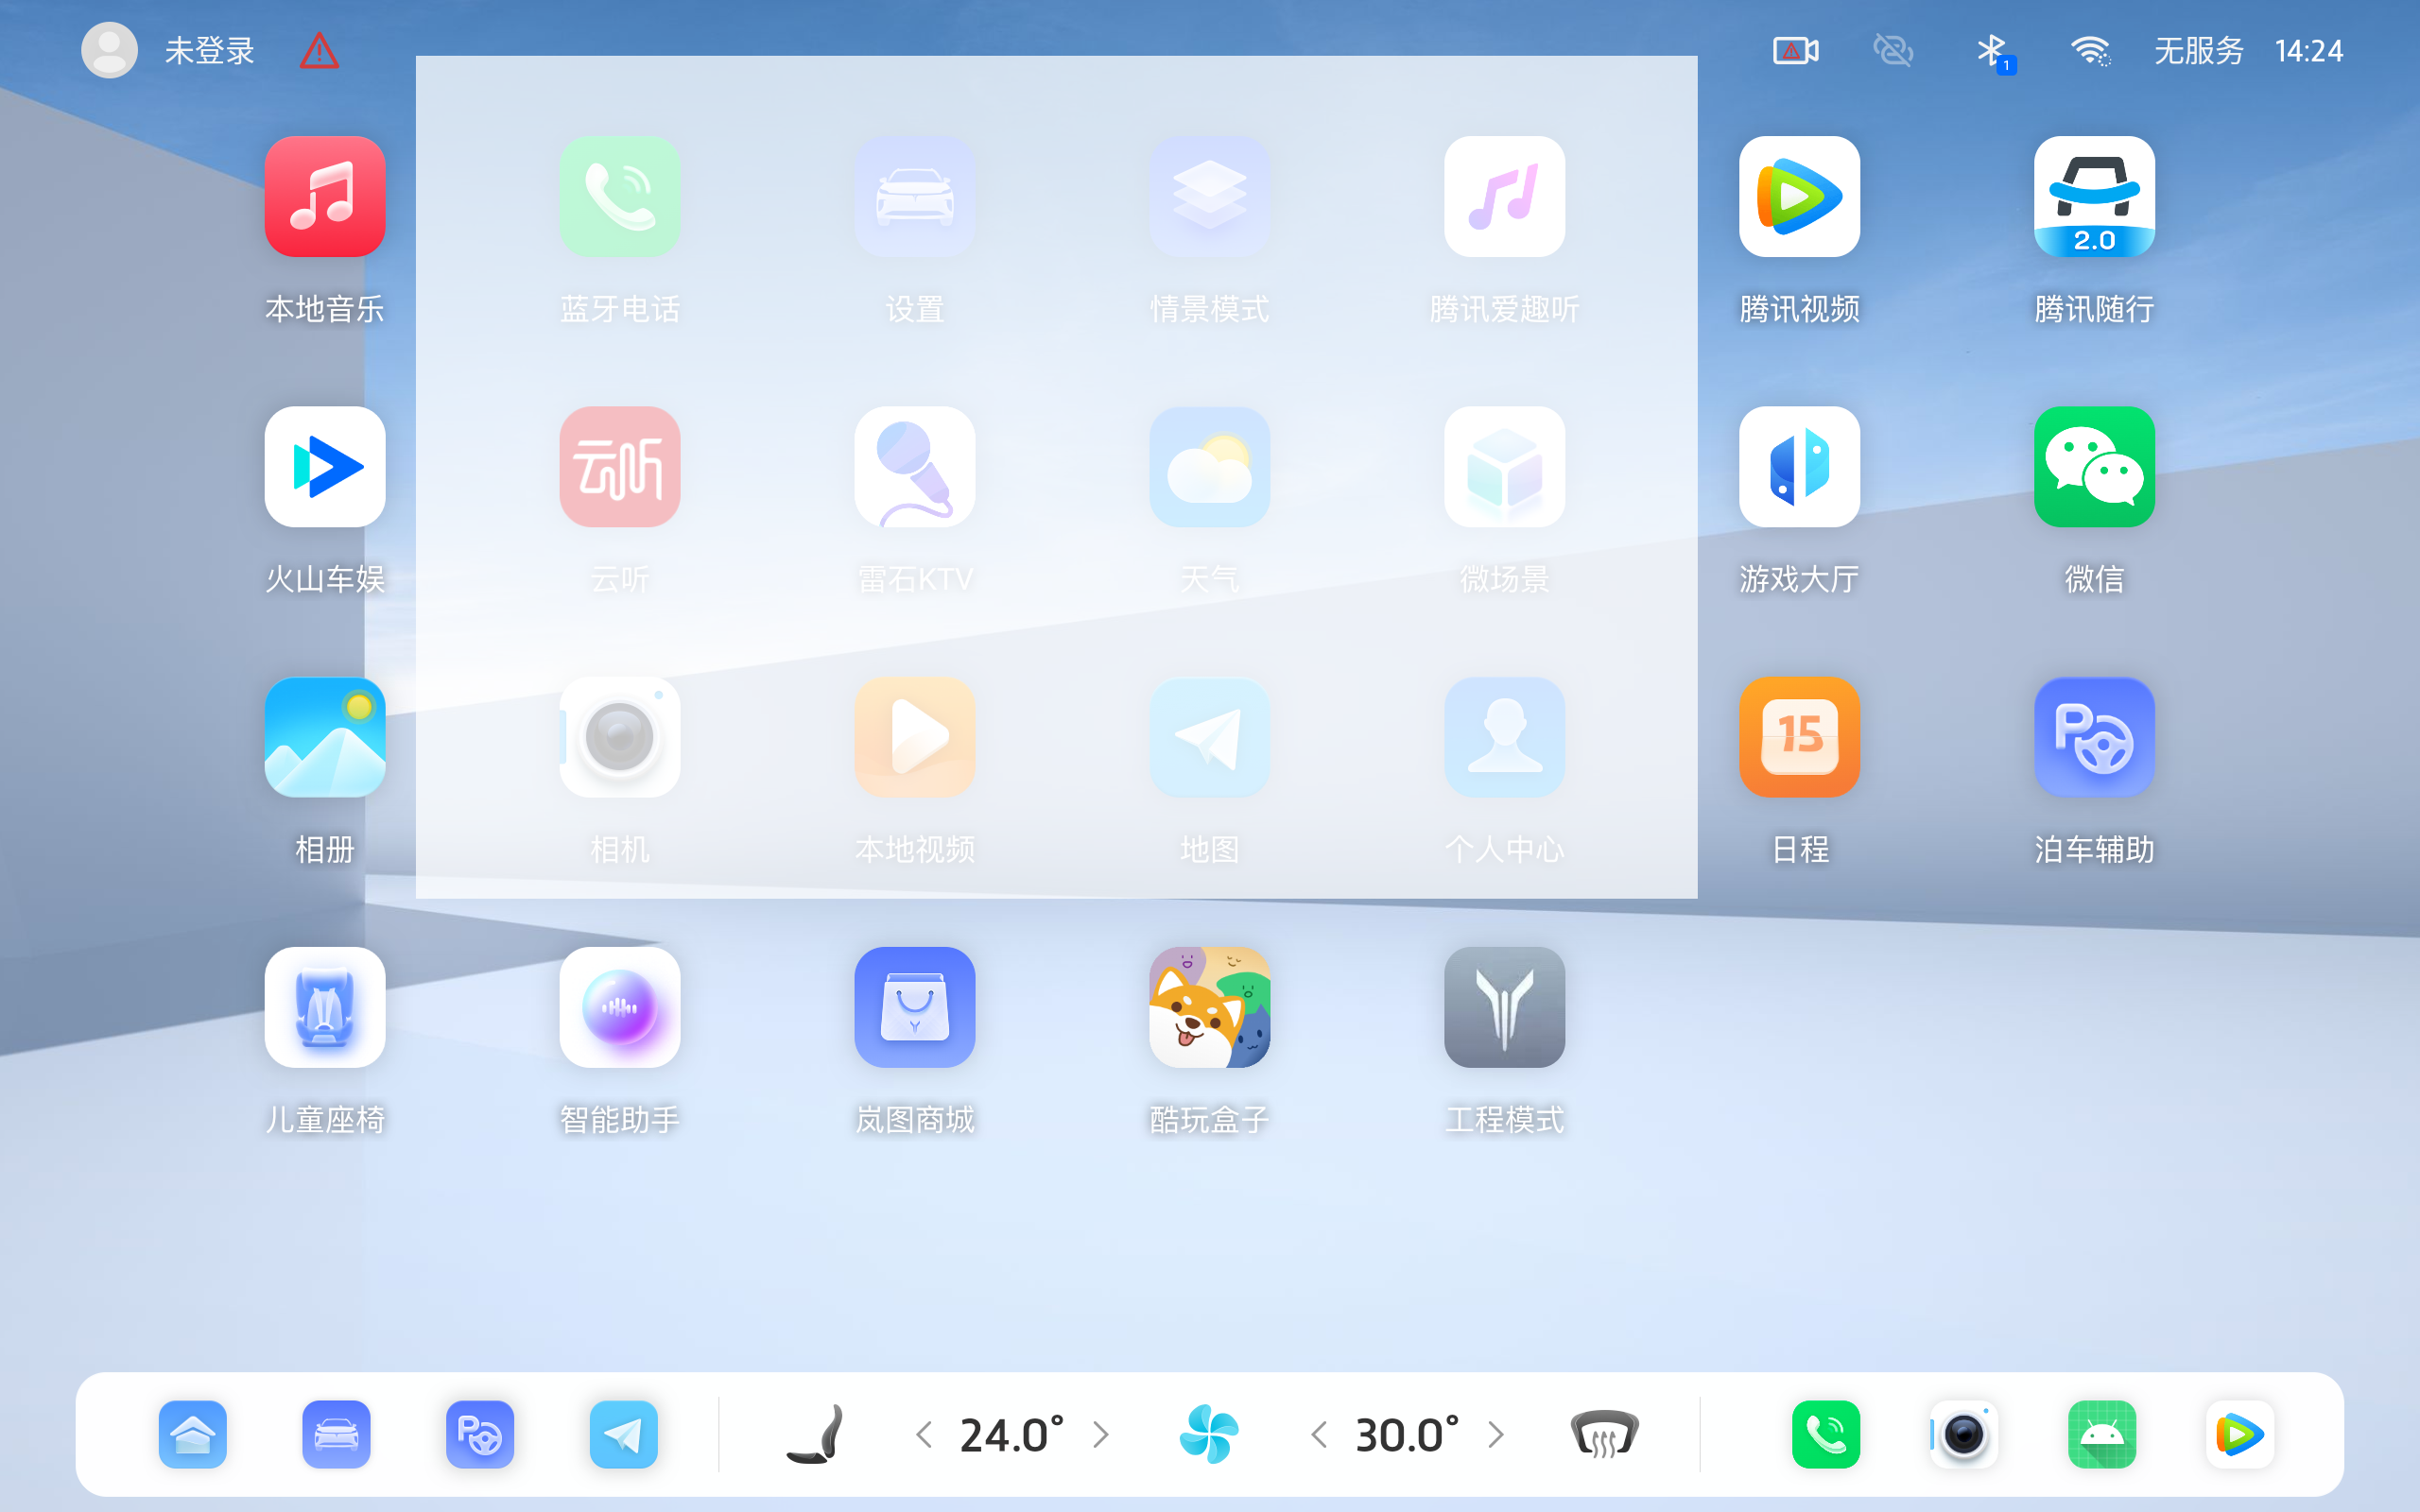 未登录
1
无服务 14:24
2.0
本地音乐 蓝牙电话 设置 情景模式 腾讯爱趣听 腾讯视频 腾讯随行
云听
火山车娱 云听 雷石KTV 天气 微场景 游戏大厅 微信
15
P
相册 相机 本地视频 地图 个人中心 日程 泊车辅助
儿童座椅 智能助手 岚图商城 酷玩盒子 工程模式
P
24.0° 30.0°